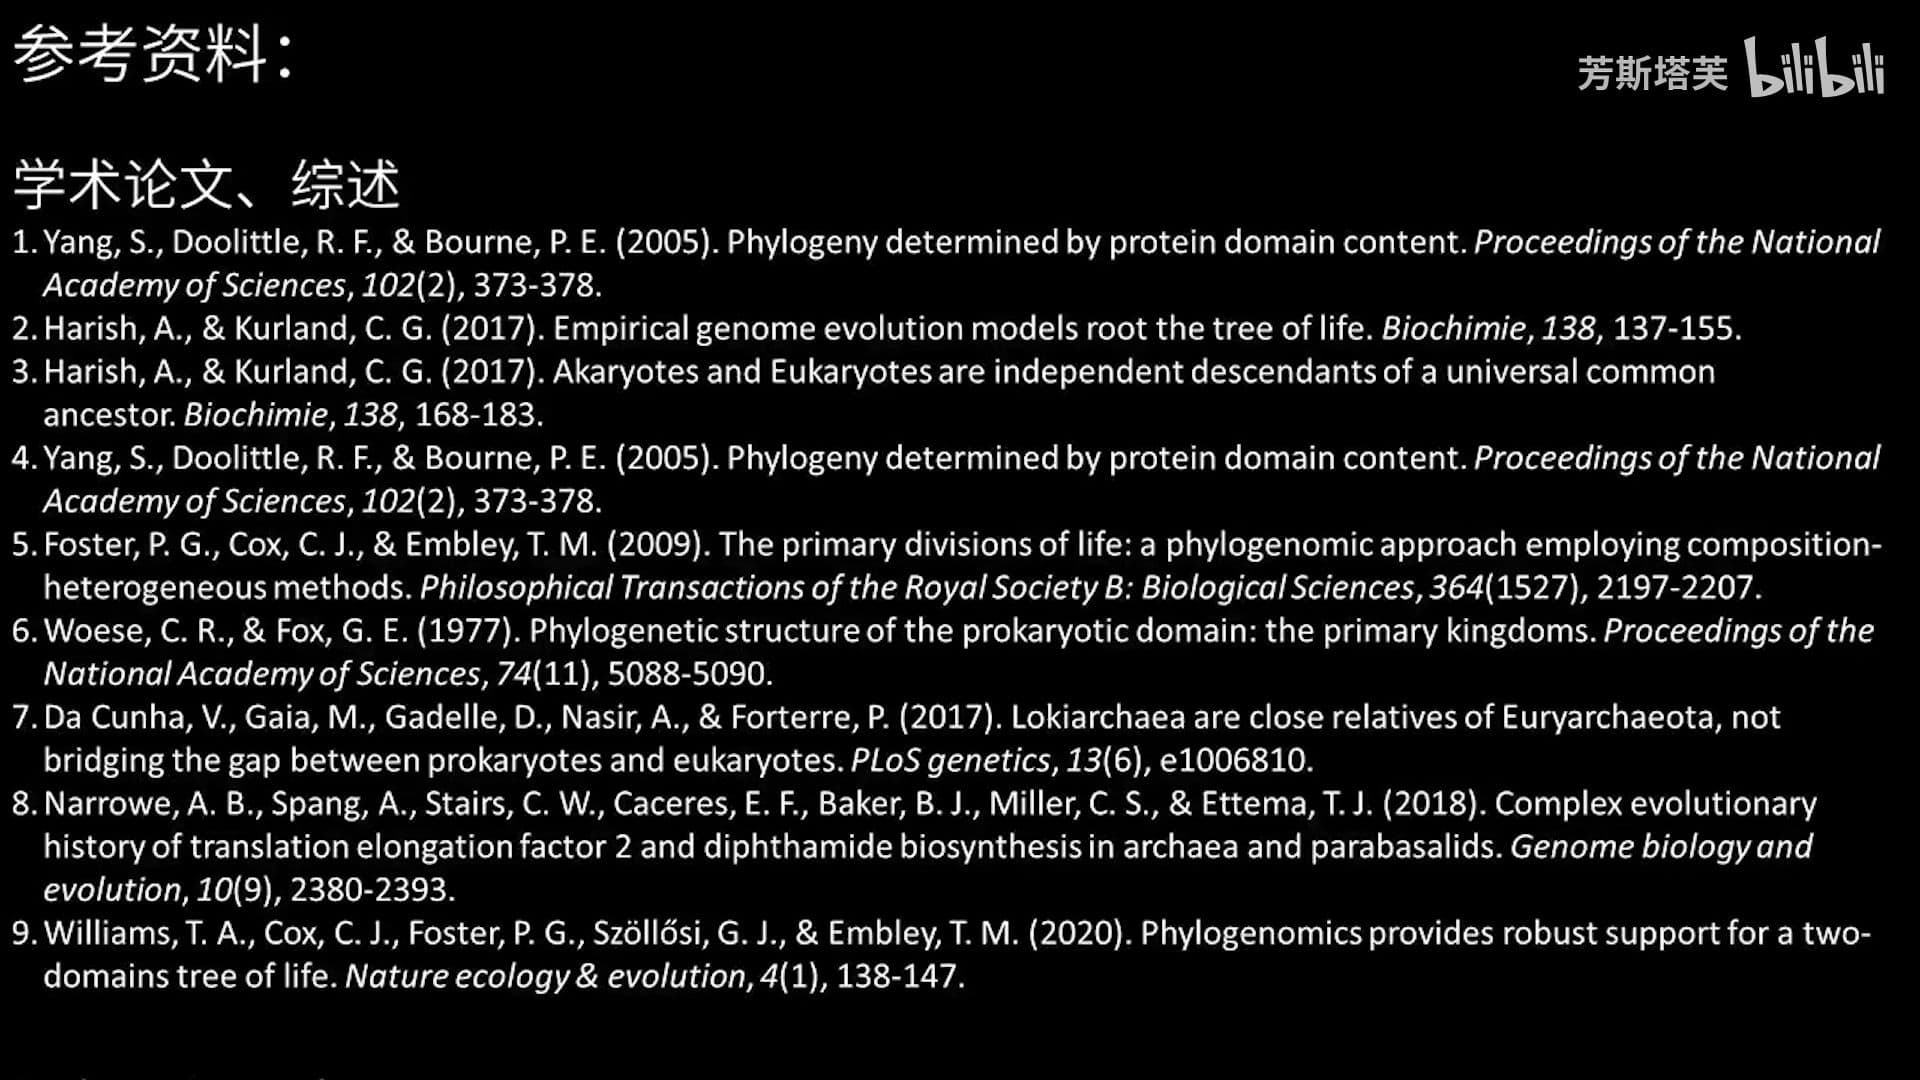 参考资料：
芳斯塔芙 bilibili
学术论文、综述
1. Yang, S., Doolittle, R. F., & Bourne, P. E. (2005). Phylogeny determined by protein domain content. Proceedings of the National
Academy of Sciences, 102(2), 373-378.
2. Harish, A., & Kurland, C. G. (2017). Empirical genome evolution models root the tree of life. Biochimie, 138, 137-155.
3. Harish, A., & Kurland, C. G. (2017). Akaryotes and Eukaryotes are independent descendants of a universal common
ancestor. Biochimie, 138, 168-183.
4. Yang, S., Doolittle, R. F., & Bourne, P. E. (2005). Phylogeny determined by protein domain content. Proceedings of the National
Academy of Sciences, 102(2), 373-378.
5. Foster, P. G., Cox, C. J., & Embley, T. M. (2009). The primary divisions of life: a phylogenomic approach employing composition-
heterogeneous methods. Philosophical Transactions of the Royal Society B: Biological Sciences, 364(1527), 2197-2207.
6. Woese, C. R., & Fox, G. E. (1977). Phylogenetic structure of the prokaryotic domain: the primary kingdoms. Proceedings of the
National Academy of Sciences, 74(11), 5088-5090.
7. Da Cunha, V., Gaia, M., Gadelle, D., Nasir, A., & Forterre, P. (2017). Lokiarchaea are close relatives of Euryarchaeota, not
bridging the gap between prokaryotes and eukaryotes. PLoS genetics, 13(6), e1006810.
8. Narrowe, A. B., Spang, A., Stairs, C. W., Caceres, E. F., Baker, B. J., Miller, C. S., & Ettema, T. J. (2018). Complex evolutionary
history of translation elongation factor 2 and diphthamide biosynthesis in archaea and parabasalids. Genome biology and
evolution, 10(9), 2380-2393.
9. Williams, T. A., Cox, C. J., Foster, P. G., Szöllősi, G. J., & Embley, T. M. (2020). Phylogenomics provides robust support for a two-
domains tree of life. Nature ecology & evolution, 4(1), 138-147.